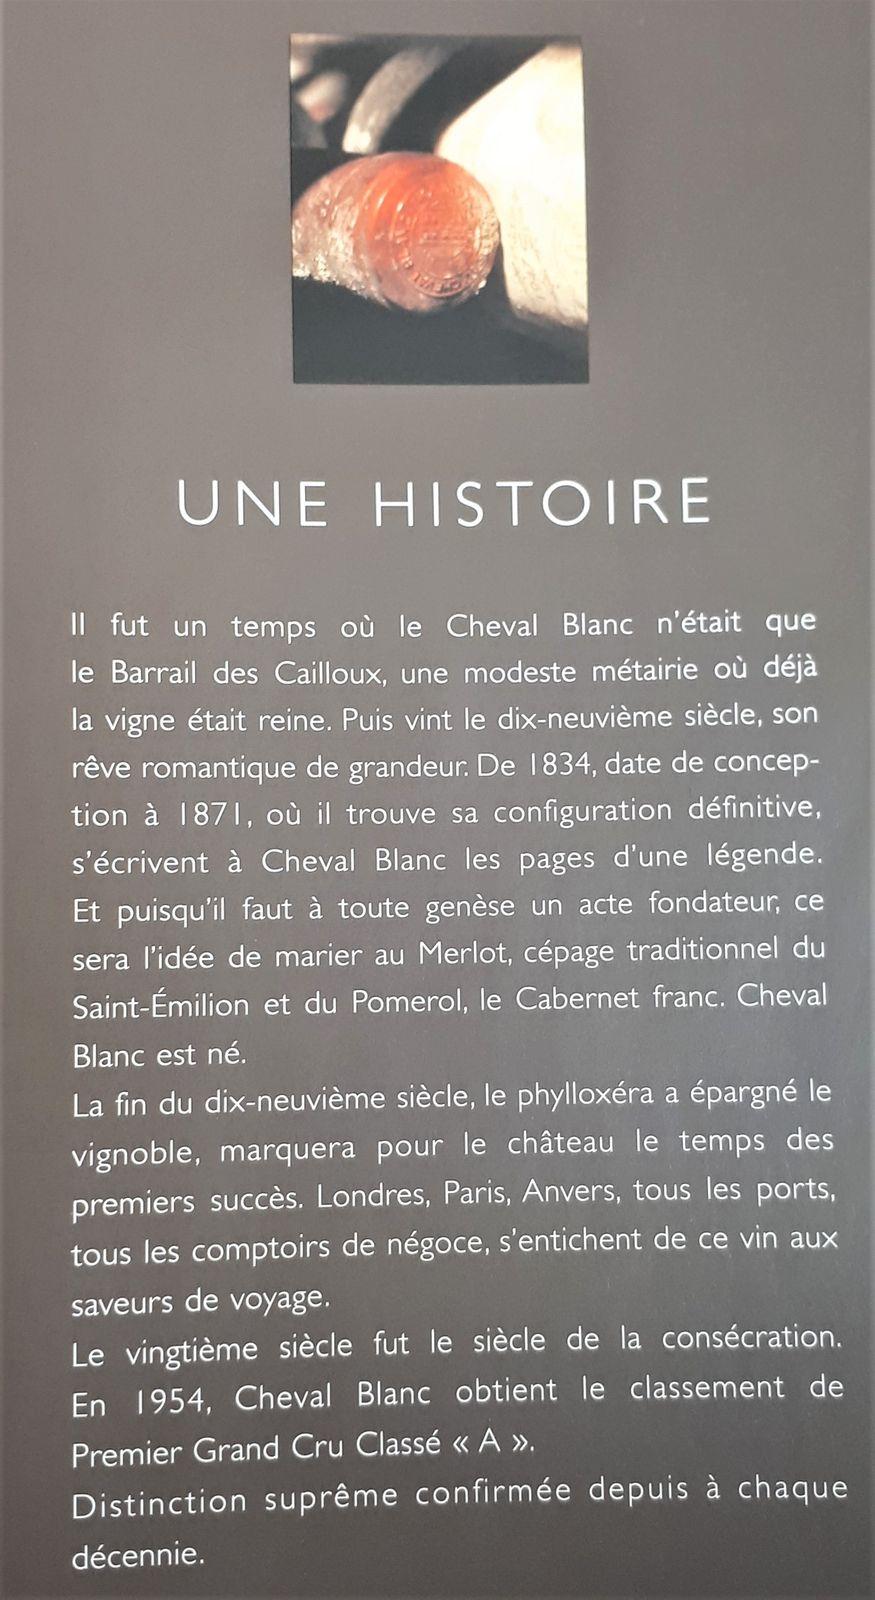 UNE HISTOIRE
Il fut un temps où le Cheval Blanc n'était que
le Barrail des Cailloux, une modeste métairie où déjà
la vigne était reine. Puis vint le dix-neuvième siècle, son
rêve romantique de grandeur. De 1834, date de concep-
tion à 1871, où il trouve sa configuration définitive,
s'écrivent à Cheval Blanc les pages d'une légende.
Et puisqu'il faut à toute genèse un acte fondateur, ce
sera l'idée de marier au Merlot, cépage traditionnel du
Saint-Émilion et du Pomerol, le Cabernet franc. Cheval
Blanc est né.
La fin du dix-neuvième siècle, le phylloxéra a épargné le
vignoble, marquera pour le château le temps des
premiers succès. Londres, Paris, Anvers, tous les ports,
tous les comptoirs de négoce, s'entichent de ce vin aux
saveurs de voyage.
Le vingtième siècle fut le siècle de la consécration.
En 1954, Cheval Blanc obtient le classement de
Premier Grand Cru Classé « A ».
Distinction suprême confirmée depuis à chaque
décennie.